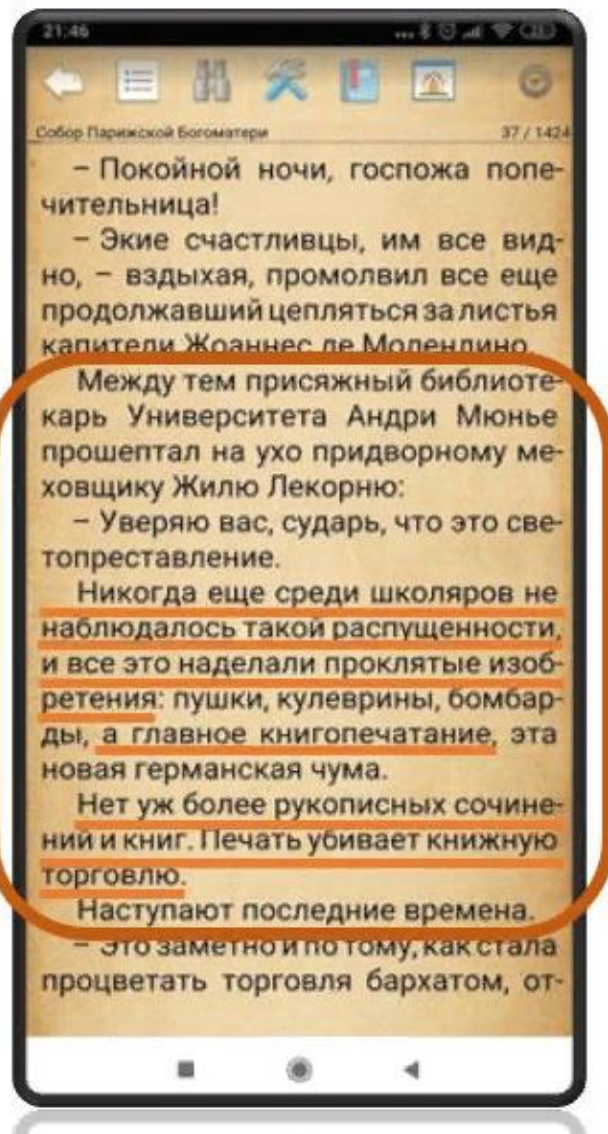 21:46
Собор Парижской Богоматери
37 / 1424
– Покойной ночи, госпожа попе-
чительница!
– Экие счастливцы, им все вид-
но, – вздыхая, промолвил все еще
продолжавший цепляться за листья
капители Жоаннес де Молендино.
Между тем присяжный библиоте-
карь Университета Андри Мюнье
прошептал на ухо придворному ме-
ховщику Жилю Лекорню:
– Уверяю вас, сударь, что это све-
топреставление.
Никогда еще среди школяров не
наблюдалось такой распущенности,
и все это наделали проклятые изоб-
ретения: пушки, кулеврины, бомбар-
ды, а главное книгопечатание, эта
новая германская чума.
Нет уж более рукописных сочине-
ний и книг. Печать убивает книжную
торговлю.
Наступают последние времена.
– Это заметно и по тому, как стала
процветать торговля бархатом, от-